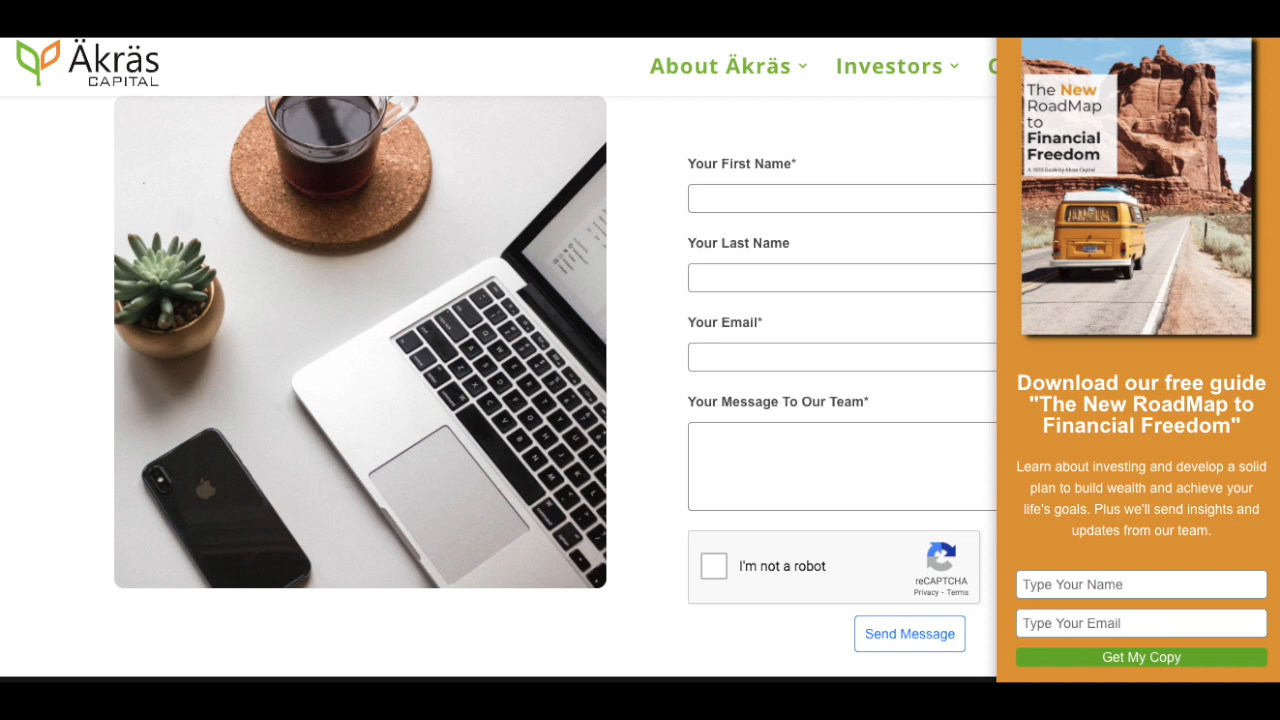 Äkräs
CAPITAL
About Äkräs
Investors
Your First Name*
Your Last Name
Your Email*
Your Message To Our Team*
I'm not a robot
reCAPTCHA
Privacy - Terms
Send Message
The New
RoadMap
to
Financial
Freedom
Download our free guide
"The New RoadMap to
Financial Freedom"
Learn about investing and develop a solid
plan to build wealth and achieve your
life's goals. Plus we'll send insights and
updates from our team.
Type Your Name
Type Your Email
Get My Copy